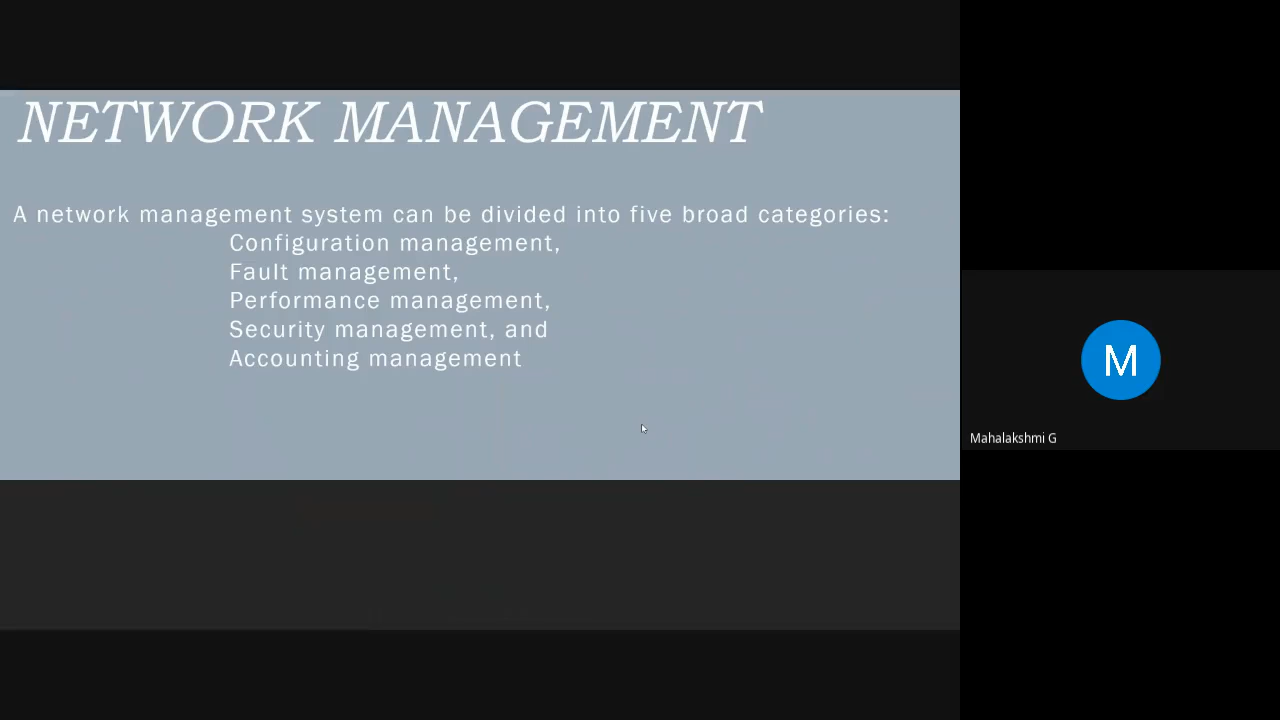 NETWORK MANAGEMENT
A network management system can be divided into five broad categories:
Configuration management,
Fault management,
Performance management,
Security management, and
Accounting management
M
Mahalakshmi G